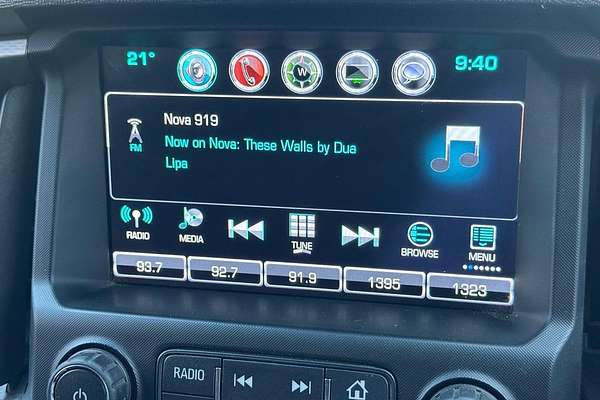 21° W 9:40
Nova 919
FM
Now on Nova: These Walls by Dua
Lipa
RADIO MEDIA TUNE BROWSE MENU
93.7 92.7 91.9 1395 1323
RADIO